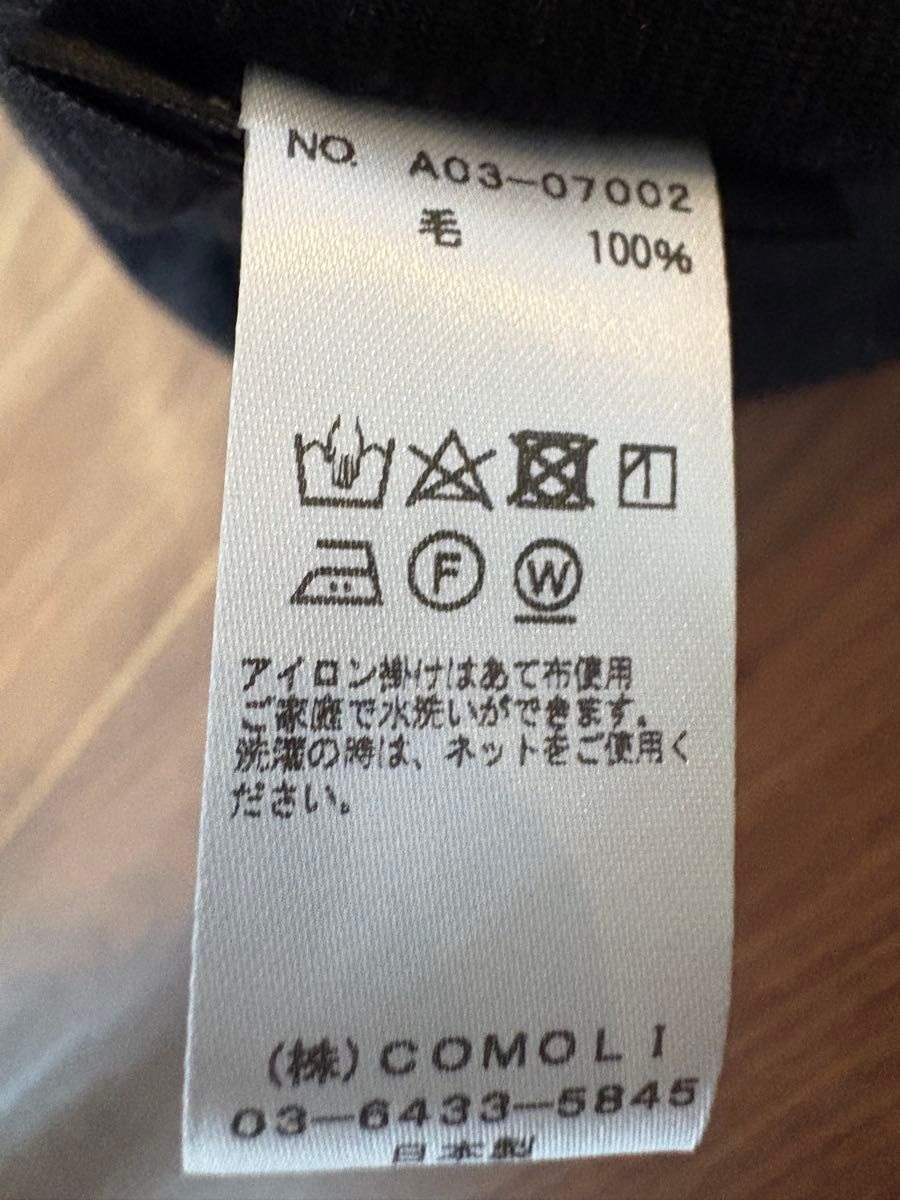 NO. A03-07002
毛 100%
F W
アイロン掛けはあて布使用
ご家庭で水洗いができます。
洗濯の時は、ネットをご使用く
ださい。
(株)COMOLI
03-6433-5845
日本製